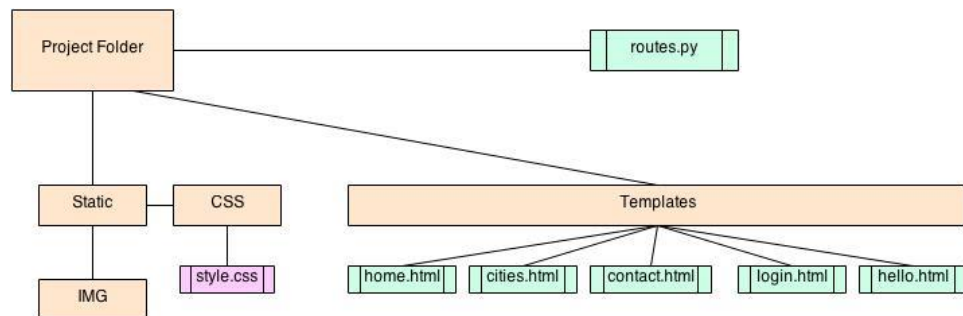 Project Folder
routes.py
Static
CSS
Templates
style.css
home.html
cities.html
contact.html
login.html
hello.html
IMG